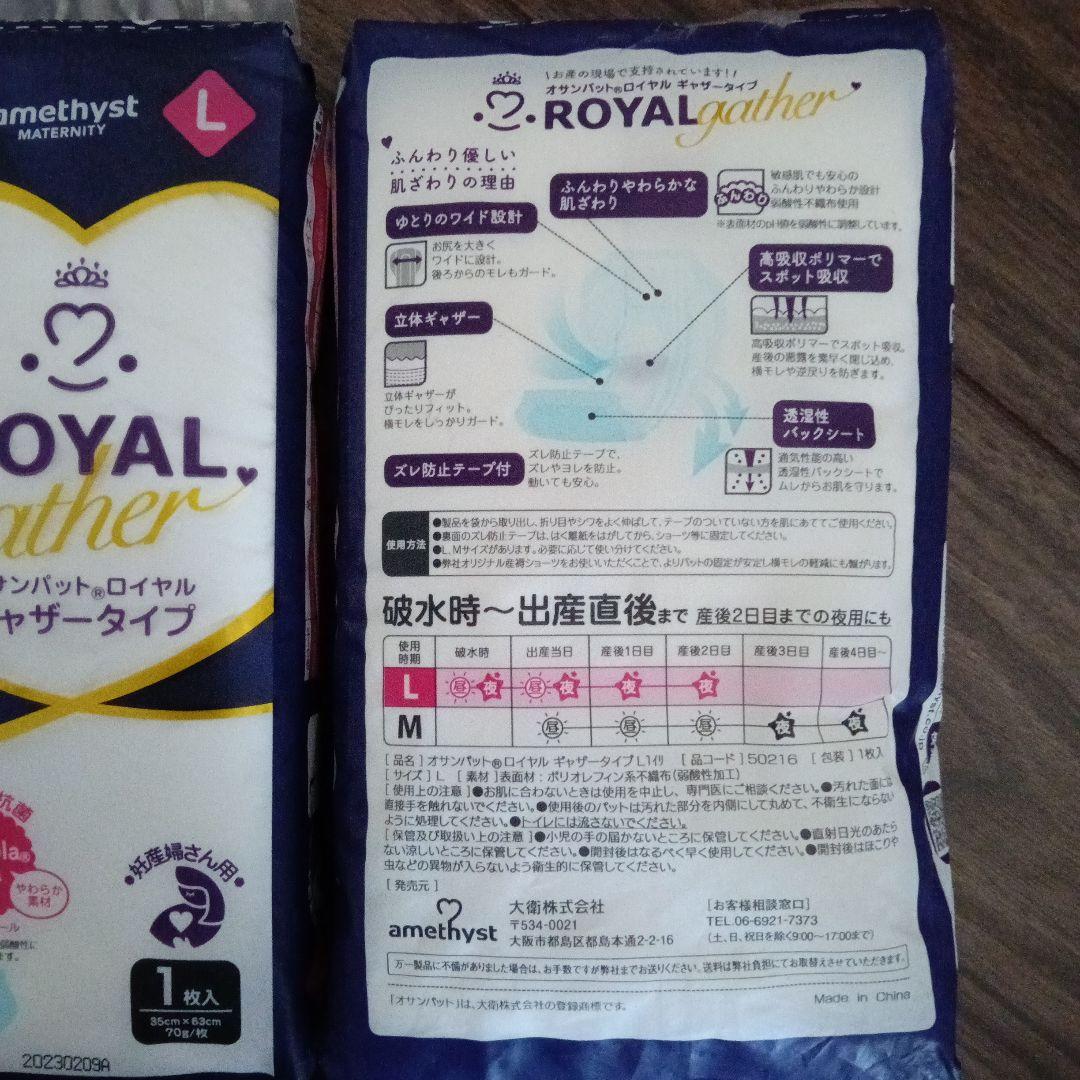 amethyst
MATERNITY
L
ROYAL
gather
サンパット®ロイヤル
ャザータイプ
抗菌
やわらか
素材
妊産婦さん用
1枚入
35cm×63cm
70g/枚
20230209A
\お産の現場で支持されています!/
オサンパット®ロイヤル ギャザータイプ
ROYAL gather
ふんわり優しい
肌ざわりの理由
ふんわりやわらかな
肌ざわり
ふんわり
敏感肌でも安心の
ふんわりやわらか設計
弱酸性不織布使用
※表面材のpH値を弱酸性に調整しています。
ゆとりのワイド設計
お尻を大きく
ワイドに設計。
後ろからのモレもガード。
高吸収ポリマーで
スポット吸収
高吸収ポリマーでスポット吸収。
産後の悪露を素早く閉じ込め、
横モレや逆戻りを防ぎます。
立体ギャザー
立体ギャザーが
ぴったりフィット。
横モレをしっかりガード。
透湿性
バックシート
通気性能の高い
透湿性バックシートで
ムレからお肌を守ります。
ズレ防止テープ付
ズレ防止テープで、
ズレやヨレを防止。
動いても安心。
使用方法
●製品を袋から取り出し、折り目やシワをよく伸ばして、テープのついていない方を肌にあててご使用ください。
●裏面のズレ防止テープは、はく離紙をはがしてから、ショーツ等に固定してください。
●L、Mサイズがあります。必要に応じて使い分けてください。
●弊社オリジナル産褥ショーツをお使いいただくことで、よりパットの固定が安定し横モレの軽減にも繋がります。
破水時～出産直後まで 産後2日目までの夜用にも
使用時期 破水時 出産当日 産後1日目 産後2日目 産後3日目 産後4日目～
L 昼 夜 昼 夜 夜 夜
M 昼 昼 昼 夜 夜
[品名]オサンパット®ロイヤル ギャザータイプ L1イリ [品コード]50216 [包装]1枚入
[サイズ]L [素材]表面材:ポリオレフィン系不織布(弱酸性加工)
[使用上の注意]●お肌に合わないときは使用を中止し、専門医にご相談ください。●汚れた面には
直接手を触れないでください。●使用後のパットは汚れた部分を内側にして丸めて、不衛生にならない
ように処理してください。●トイレには流さないでください。
[保管及び取扱い上の注意]●小児の手の届かないところに保管してください。●直射日光のあたら
ない涼しいところに保管してください。●開封後はなるべく早く使用してください。●開封後はほこりや
虫などの異物が入らないよう衛生的に保管してください。
[発売元]
amethyst
大衛株式会社
〒534-0021
大阪市都島区都島本通2-2-16
[お客様相談窓口]
TEL.06-6921-7373
(土、日、祝日を除く9:00～17:00まで)
万一製品に不備がありました場合は、お手数ですが弊社までお送りください。送料は弊社負担にてお取替えさせていただきます。
「オサンパット」は、大衛株式会社の登録商標です。
Made in China